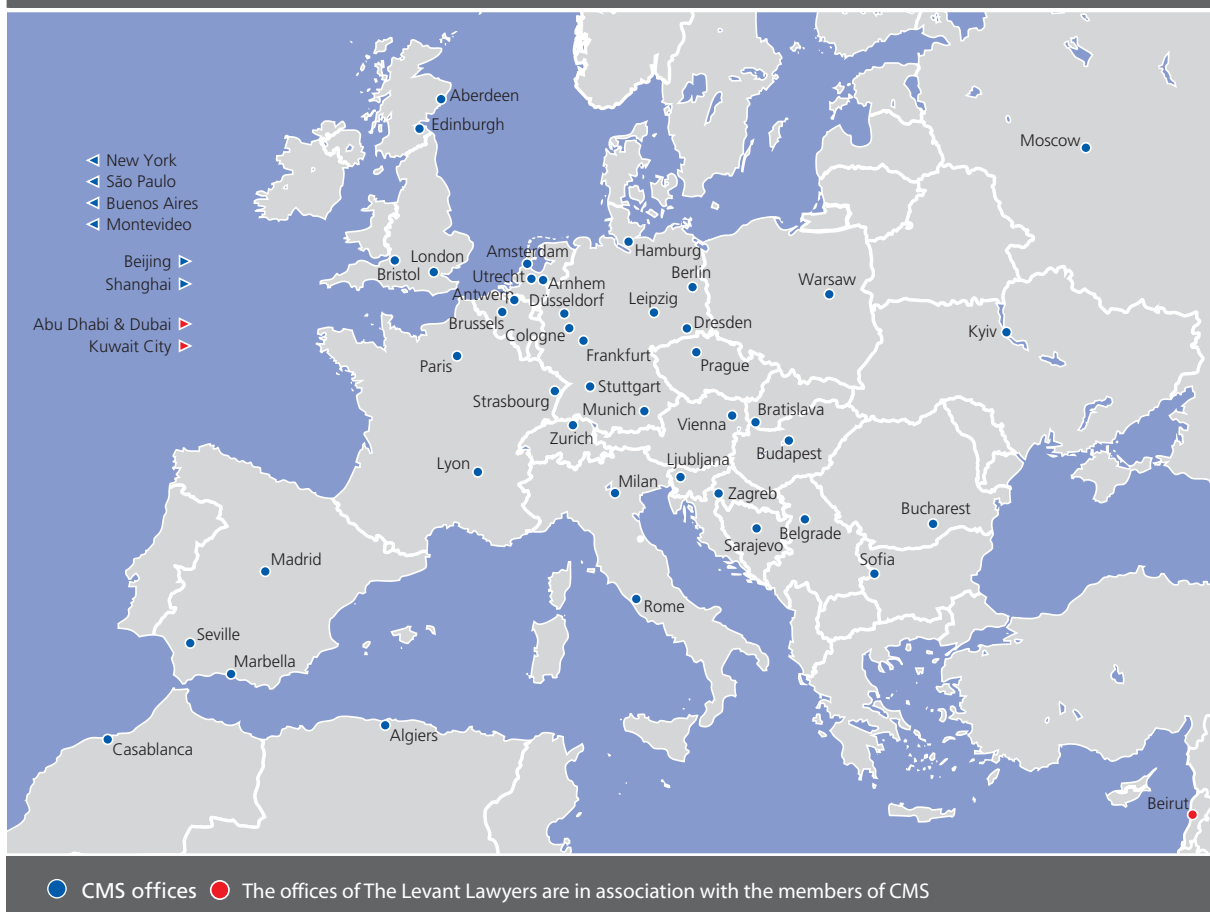 Aberdeen
Edinburgh
Moscow
New York
São Paulo
Buenos Aires
Montevideo
Beijing
Shanghai
Abu Dhabi & Dubai
Kuwait City
London
Bristol
Amsterdam
Hamburg
Utrecht
Arnhem
Berlin
Warsaw
Antwerp
Düsseldorf
Leipzig
Brussels
Cologne
Dresden
Kyiv
Frankfurt
Paris
Prague
Strasbourg
Stuttgart
Munich
Vienna
Bratislava
Zurich
Budapest
Lyon
Ljubljana
Milan
Zagreb
Bucharest
Sarajevo
Belgrade
Madrid
Sofia
Rome
Seville
Marbella
Casablanca
Algiers
Beirut
CMS offices The offices of The Levant Lawyers are in association with the members of CMS